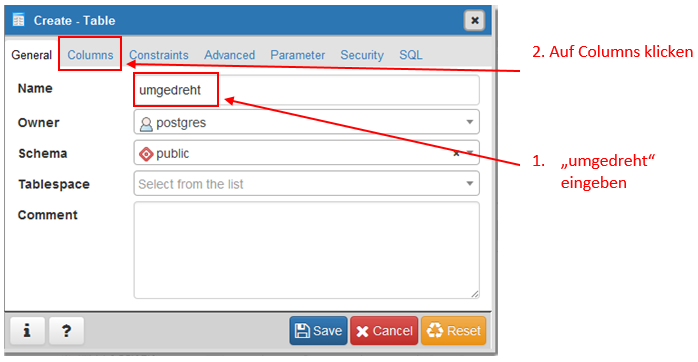 Create - Table
General Columns Constraints Advanced Parameter Security SQL
2. Auf Columns klicken
Name umgedreht
Owner postgres
Schema public
1. „umgedreht“
eingeben
Tablespace Select from the list
Comment
i ? Save Cancel Reset